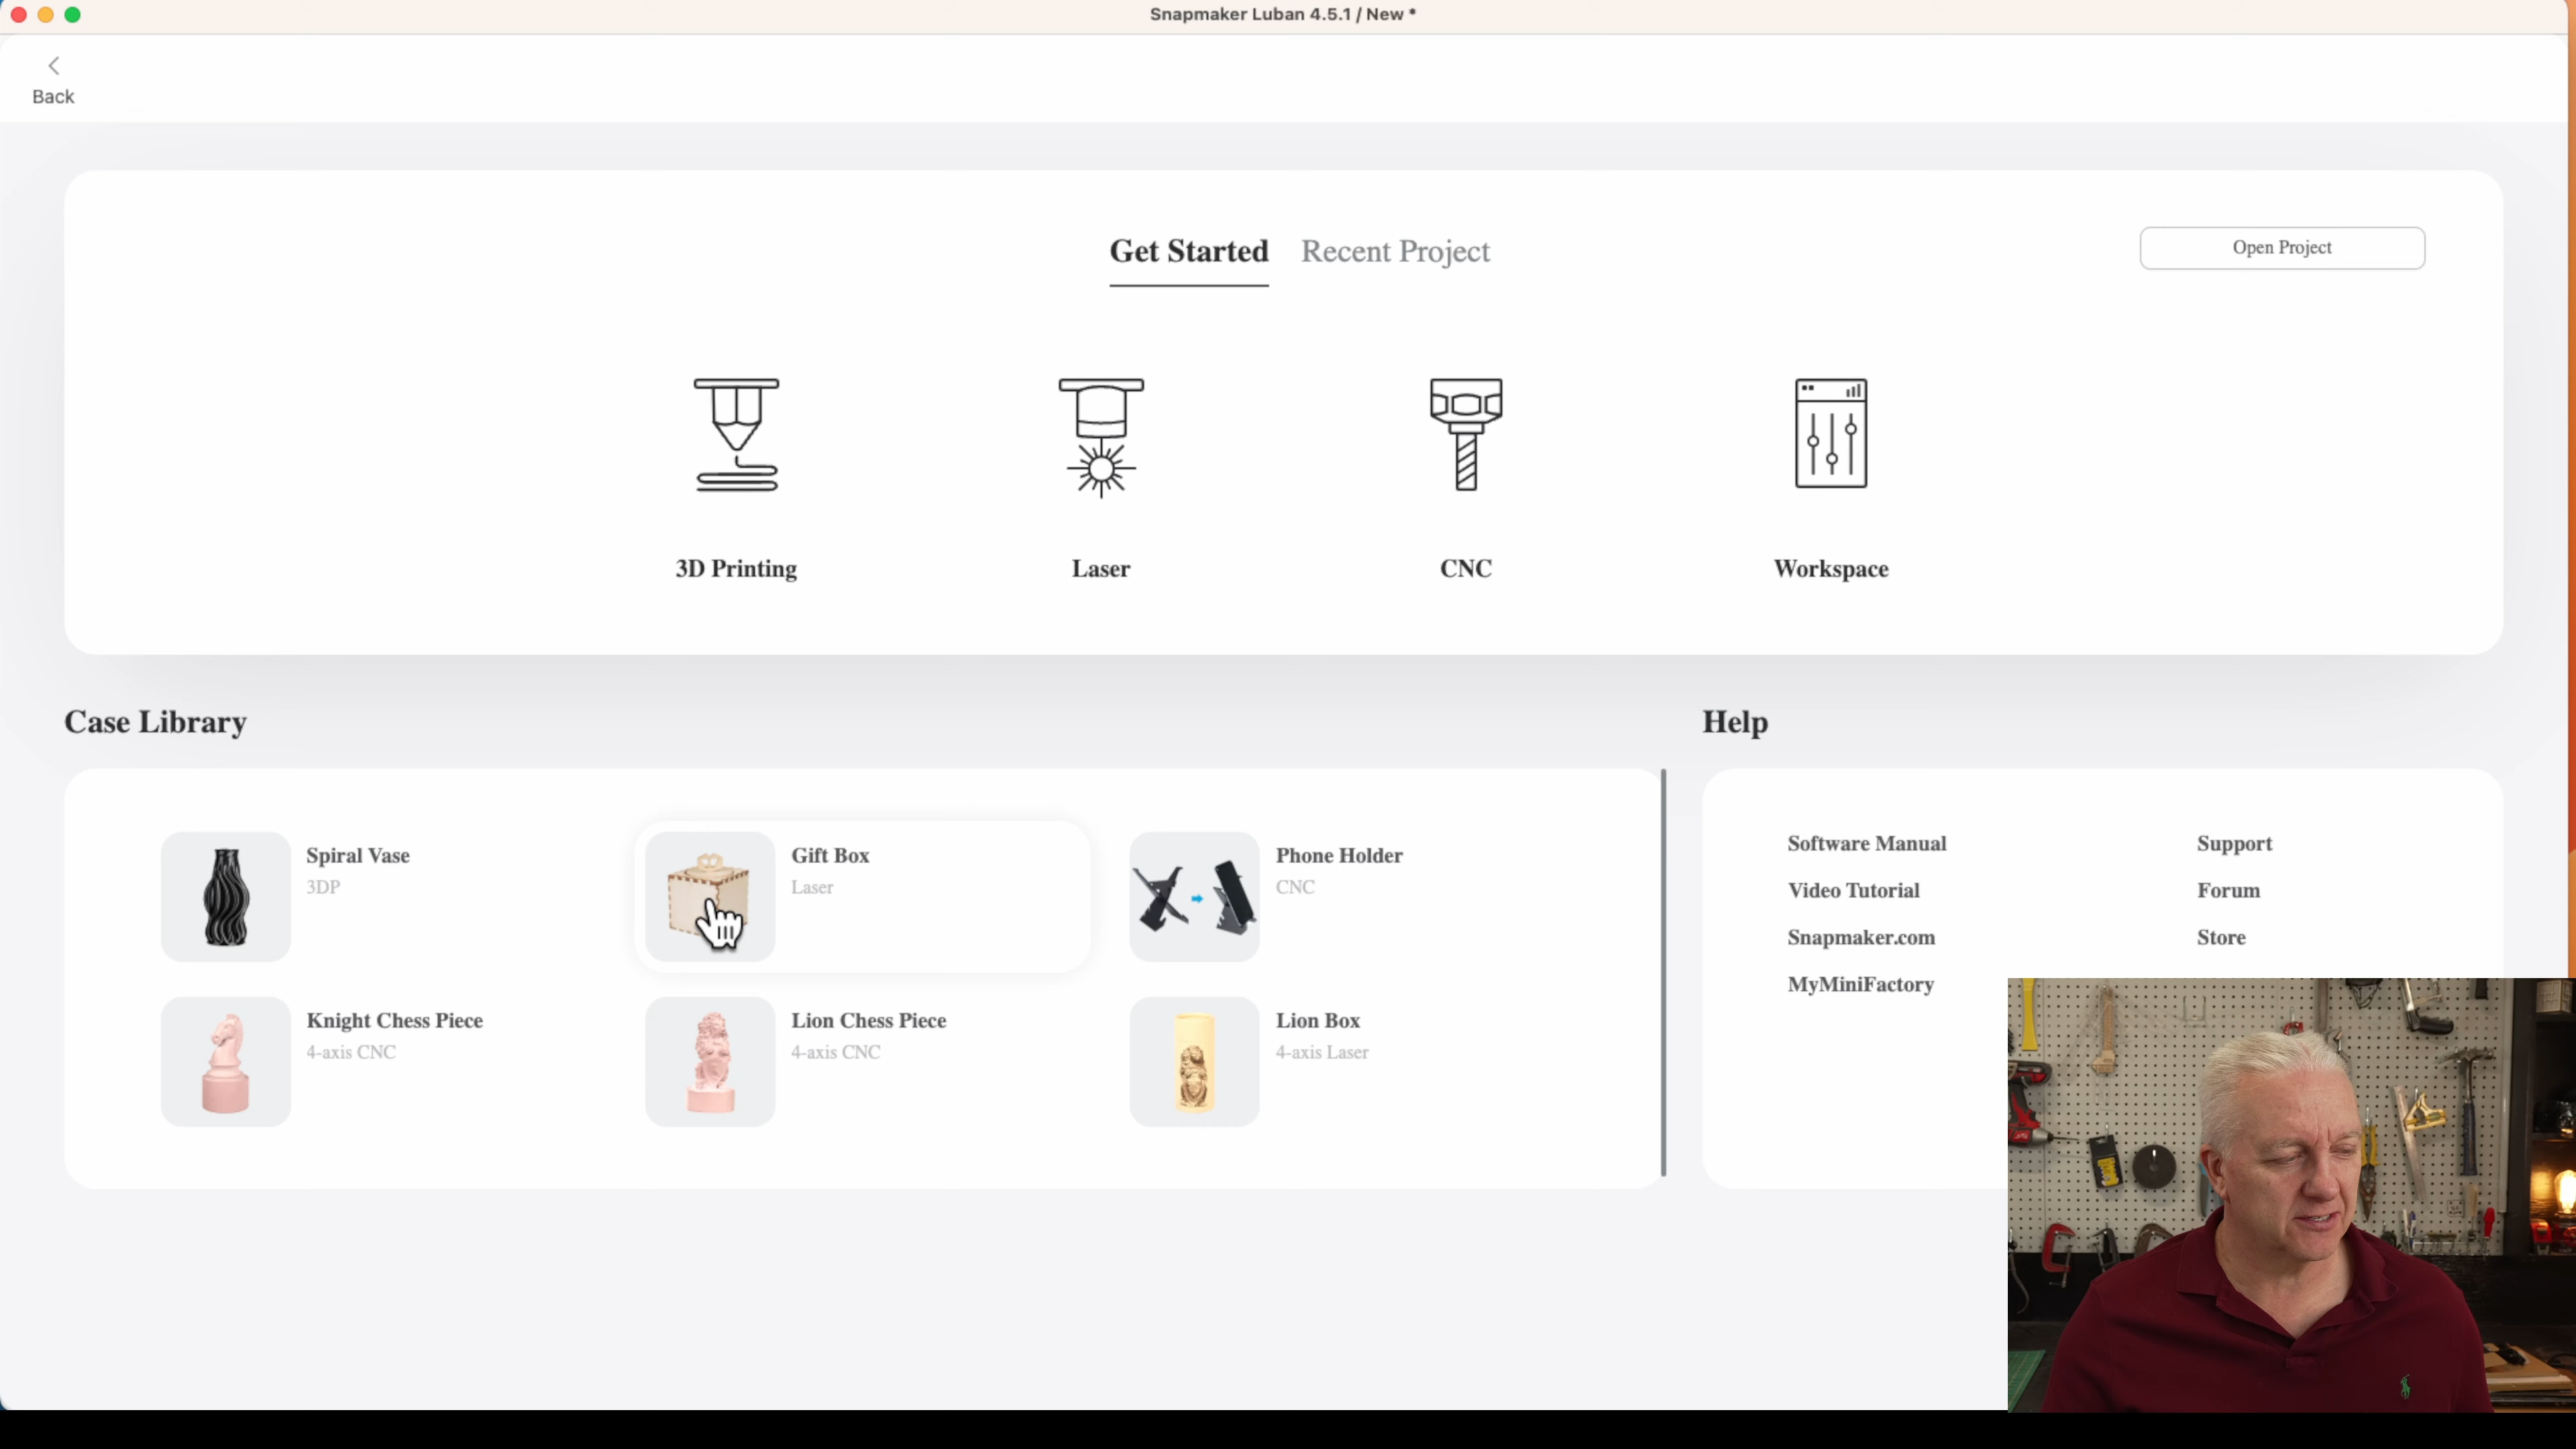 Snapmaker Luban 4.5.1 / New *
Back
Get Started
Recent Project
Open Project
3D Printing
Laser
CNC
Workspace
Case Library
Help
Spiral Vase
3DP
Gift Box
Laser
Phone Holder
CNC
Knight Chess Piece
4-axis CNC
Lion Chess Piece
4-axis CNC
Lion Box
4-axis Laser
Software Manual
Support
Video Tutorial
Forum
Snapmaker.com
Store
MyMiniFactory